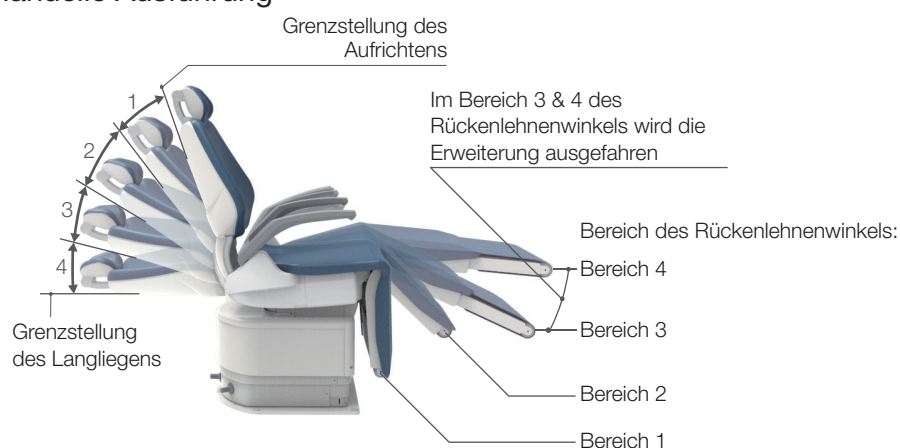 Grenzstellung des
Aufrichtens
1
2
3
4
Im Bereich 3 & 4 des
Rückenlehnenwinkels wird die
Erweiterung ausgefahren
Bereich des Rückenlehnenwinkels:
Bereich 4
Bereich 3
Bereich 2
Bereich 1
Grenzstellung
des Langliegens